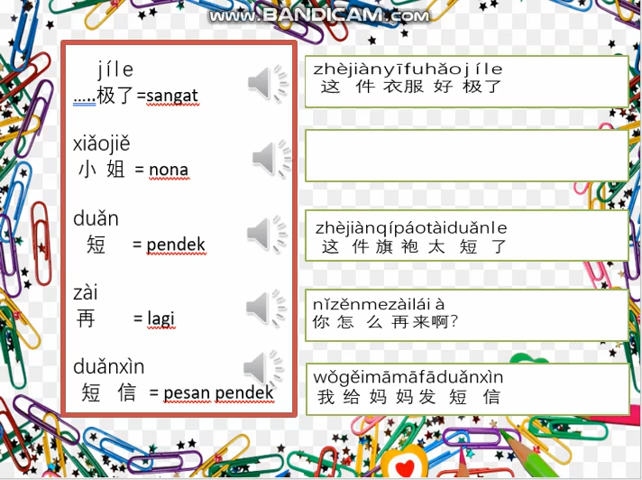 www.BANDICAM.com
jíle
.....极了=sangat
xiǎojiě
小 姐 = nona
duǎn
短 = pendek
zài
再 = lagi
duǎnxìn
短 信 = pesan pendek
zhèjiànyīfuhǎojíle
这 件 衣服 好 极了
zhèjiànqípáotàiduǎnle
这 件 旗 袍 太 短 了
nǐzěnmezàilái à
你 怎 么 再 来 啊?
wǒgěimāmāfāduǎnxìn
我 给 妈 妈 发 短 信